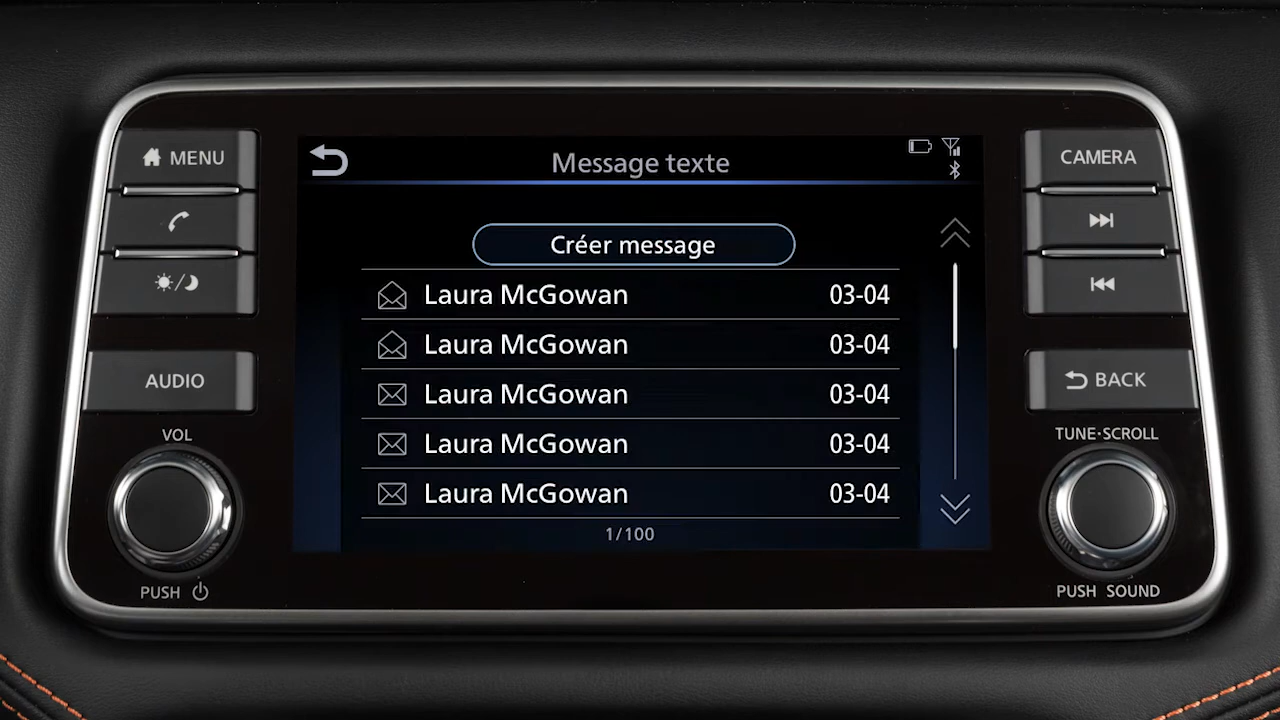 MENU
Message texte
CAMERA
Créer message
Laura McGowan 03-04
Laura McGowan 03-04
Laura McGowan 03-04
Laura McGowan 03-04
Laura McGowan 03-04
1/100
AUDIO
BACK
VOL
TUNE·SCROLL
PUSH
PUSH SOUND